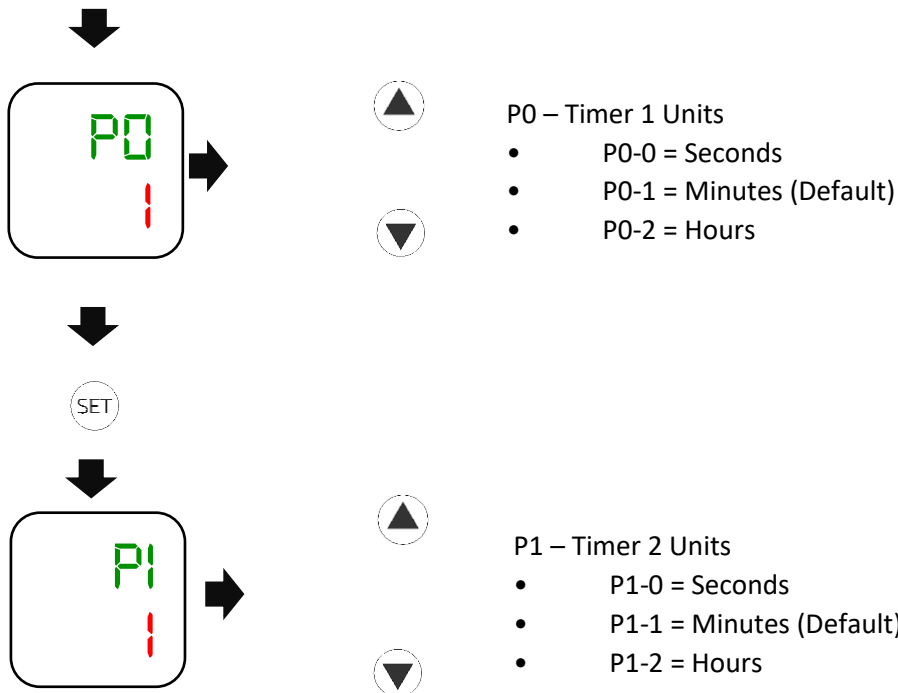 P0
1
P0 – Timer 1 Units
• P0-0 = Seconds
• P0-1 = Minutes (Default)
• P0-2 = Hours
SET
P1
1
P1 – Timer 2 Units
• P1-0 = Seconds
• P1-1 = Minutes (Default)
• P1-2 = Hours